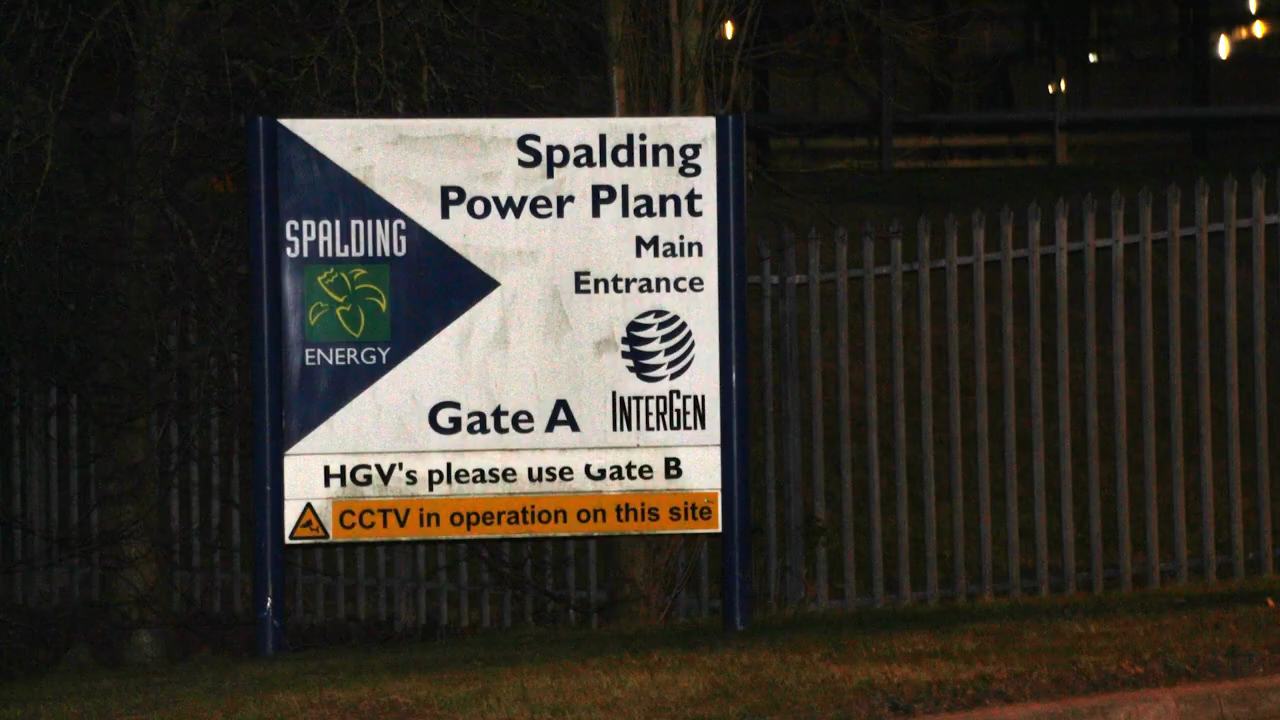 Spalding
Power Plant
Main
Entrance
SPALDING
ENERGY
INTERGEN
Gate A
HGV's please use Gate B
CCTV in operation on this site